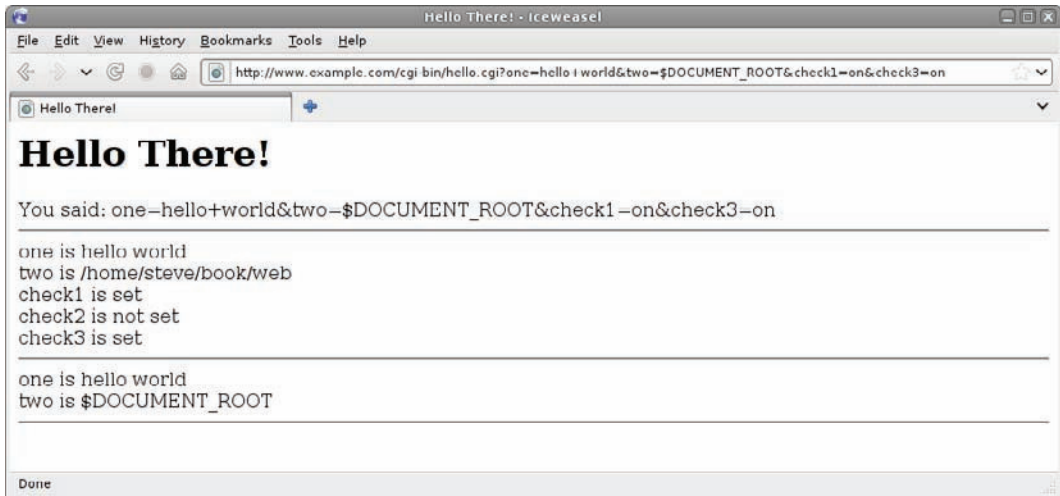 Hello There! - Iceweasel
File Edit View History Bookmarks Tools Help
http://www.example.com/cgi-bin/hello.cgi?one=hello+world&two=$DOCUMENT_ROOT&check1=on&check3=on
Hello There!
Hello There!
You said: one=hello+world&two=$DOCUMENT_ROOT&check1=on&check3=on
one is hello world
two is /home/steve/book/web
check1 is set
check2 is not set
check3 is set
one is hello world
two is $DOCUMENT_ROOT
Done